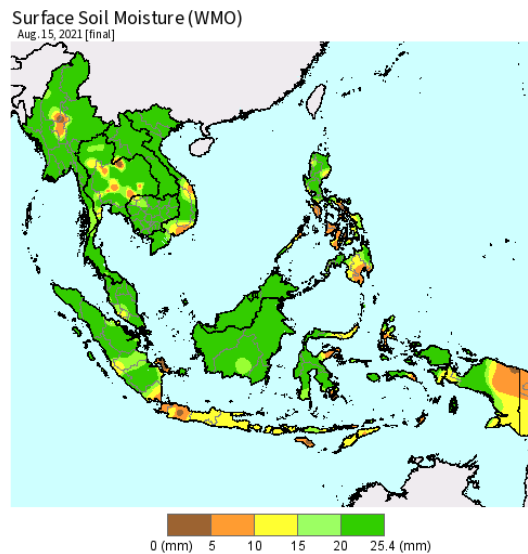 Surface Soil Moisture (WMO)
Aug. 15, 2021 [final]
0 (mm) 5 10 15 20 25.4 (mm)